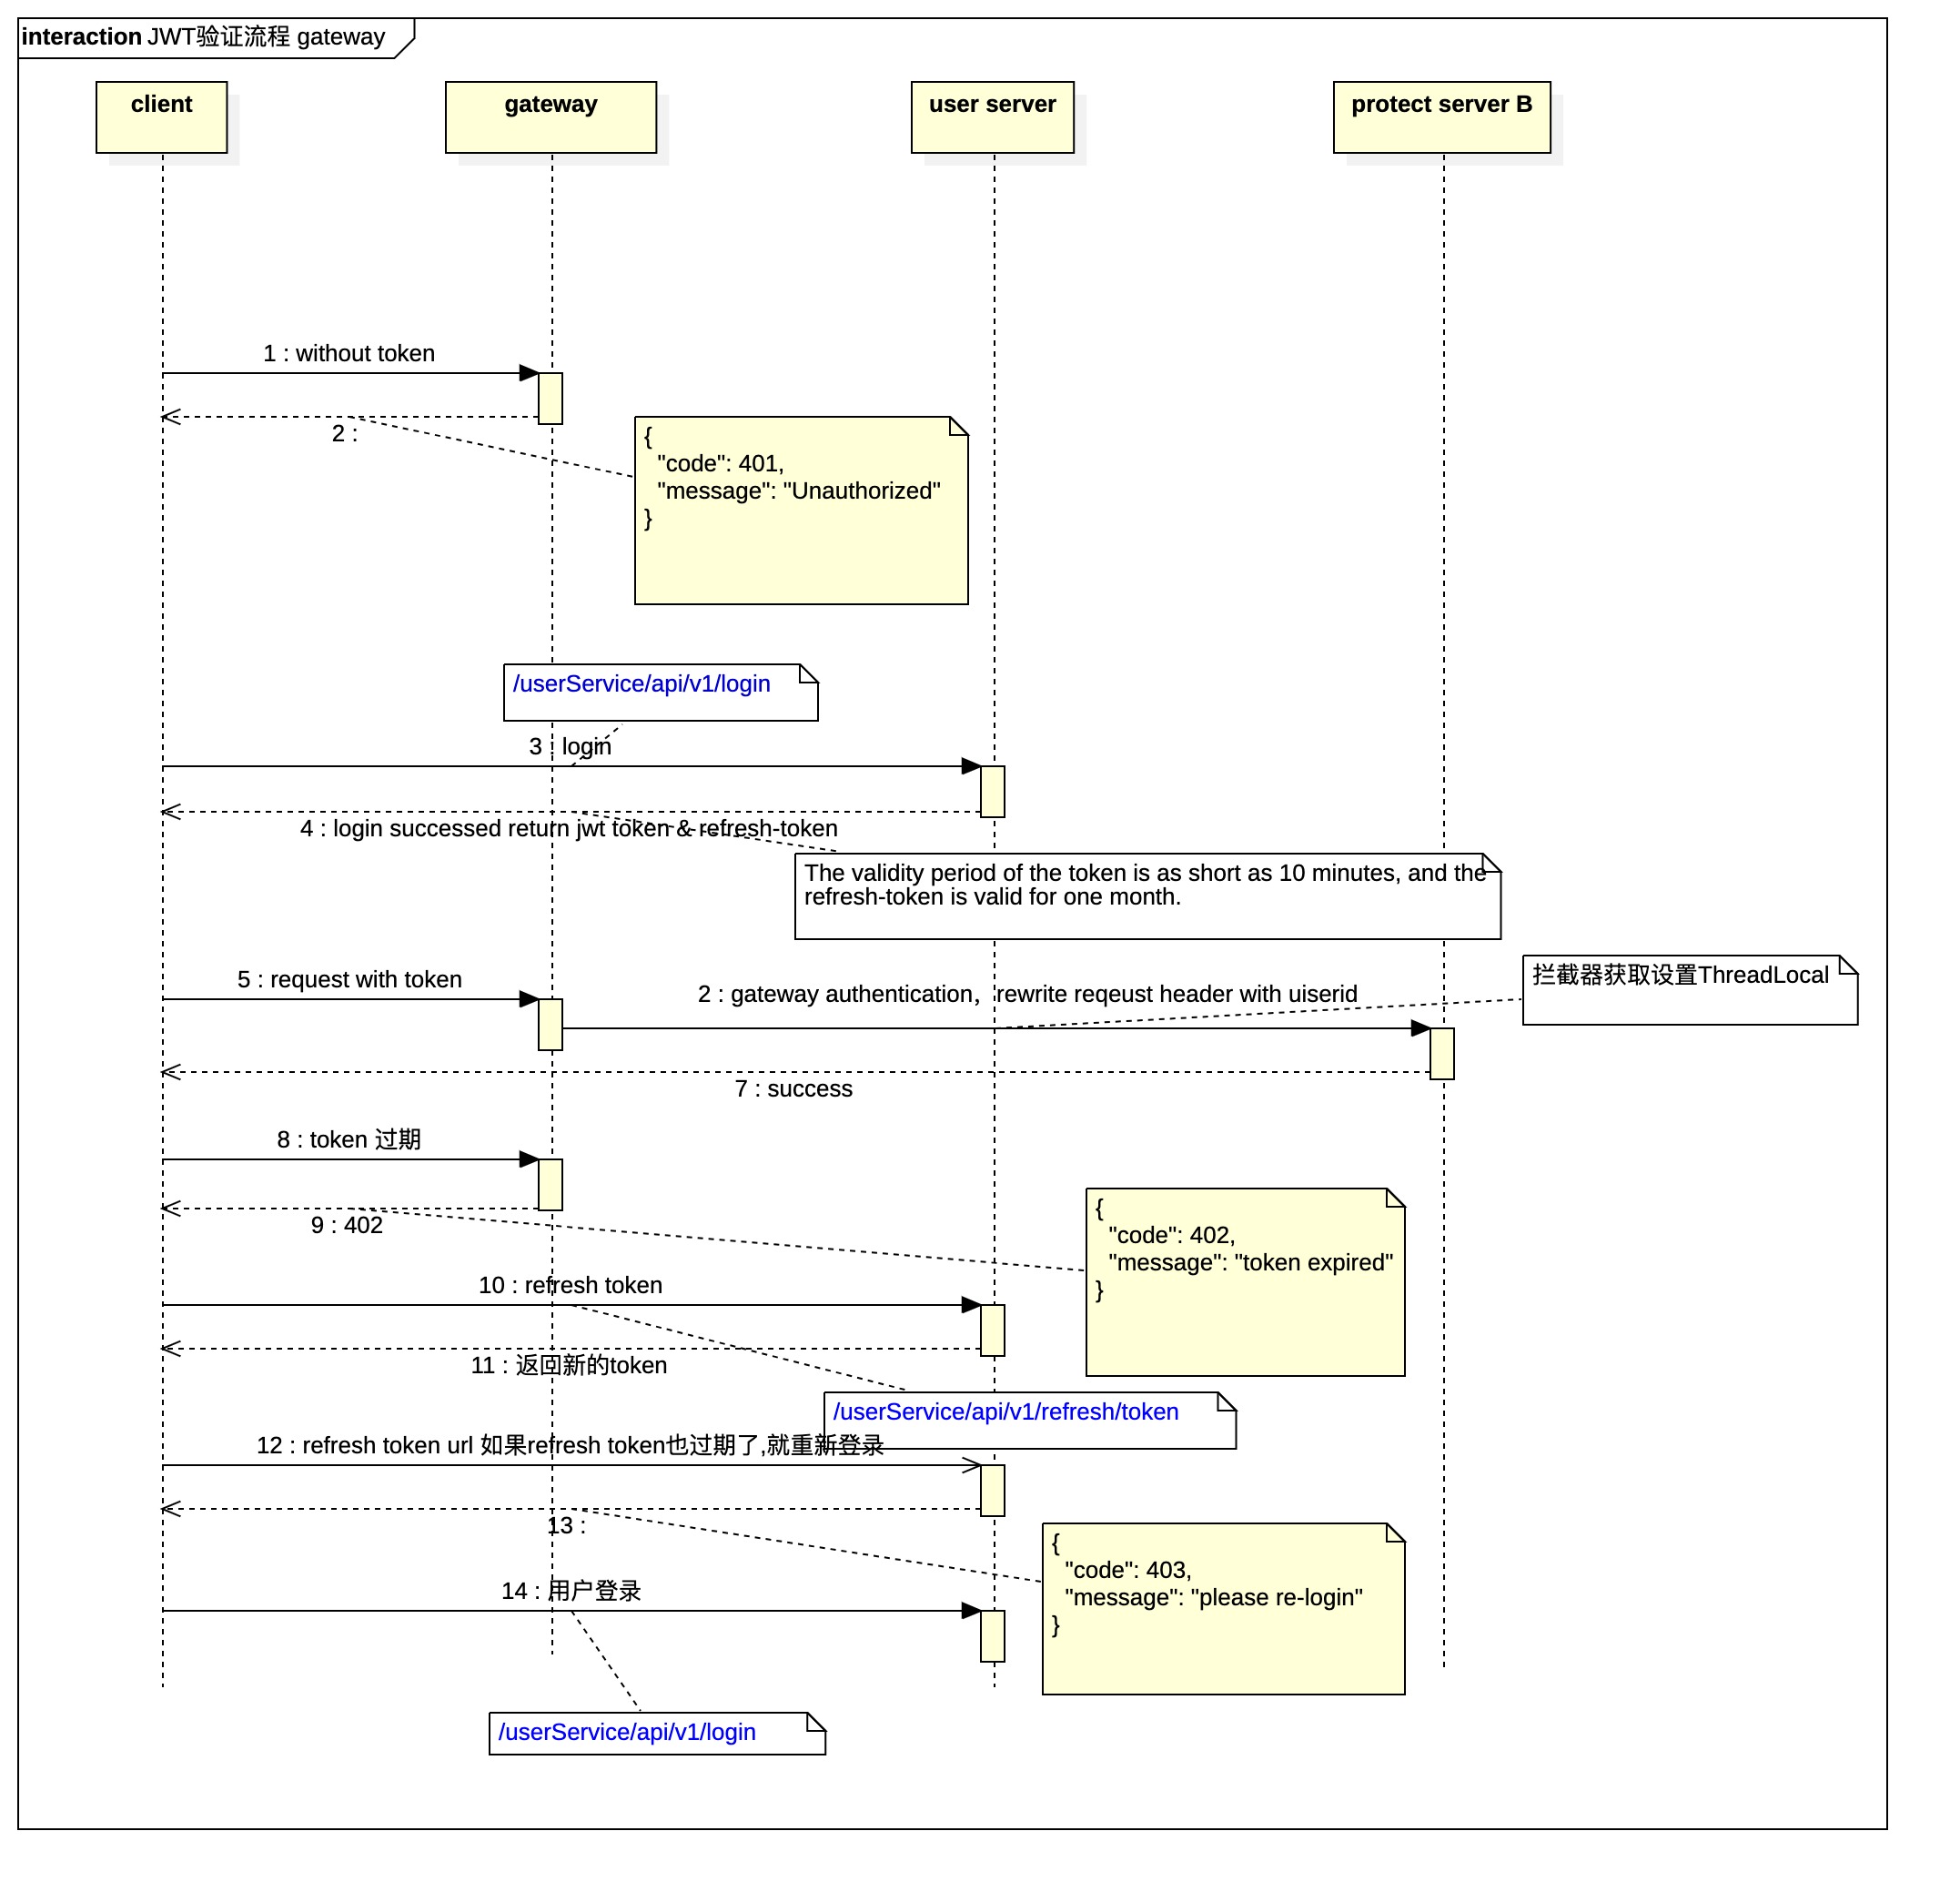 interaction JWT验证流程 gateway
client
gateway
user server
protect server B
1 : without token
2 :
{
"code": 401,
"message": "Unauthorized"
}
/userService/api/v1/login
3 : login
4 : login successed return jwt token & refresh-token
The validity period of the token is as short as 10 minutes, and the
refresh-token is valid for one month.
5 : request with token
2 : gateway authentication，rewrite reqeust header with uiserid
拦截器获取设置ThreadLocal
7 : success
8 : token 过期
9 : 402
{
"code": 402,
"message": "token expired"
}
10 : refresh token
11 : 返回新的token
/userService/api/v1/refresh/token
12 : refresh token url 如果refresh token也过期了,就重新登录
13 :
{
"code": 403,
"message": "please re-login"
}
14 : 用户登录
/userService/api/v1/login